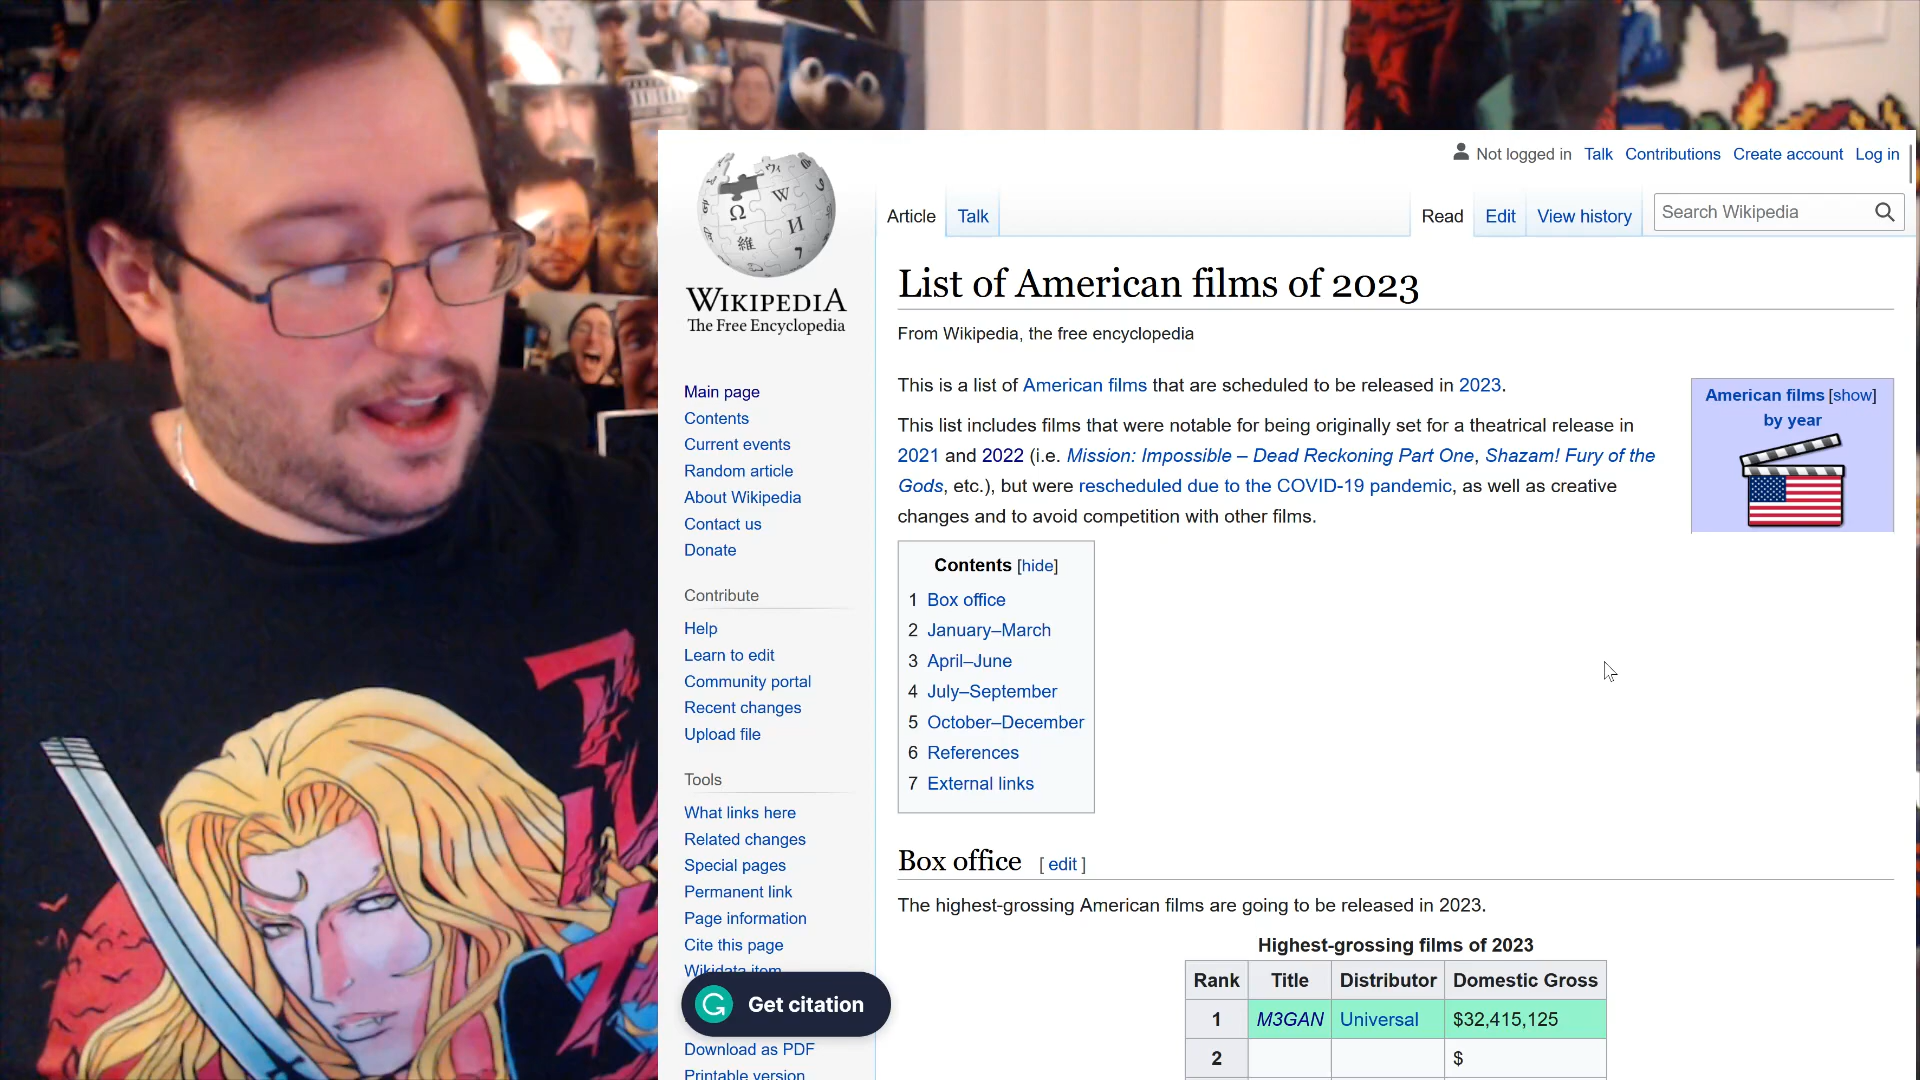 Not logged in Talk Contributions Create account Log in
Article Talk Read Edit View history Search Wikipedia
WIKIPEDIA
The Free Encyclopedia
List of American films of 2023
From Wikipedia, the free encyclopedia
Main page
Contents
Current events
Random article
About Wikipedia
Contact us
Donate
Contribute
Help
Learn to edit
Community portal
Recent changes
Upload file
Tools
What links here
Related changes
Special pages
Permanent link
Page information
Cite this page
Wikidata item
Get citation
Download as PDF
Printable version
This is a list of American films that are scheduled to be released in 2023.
This list includes films that were notable for being originally set for a theatrical release in
2021 and 2022 (i.e. Mission: Impossible – Dead Reckoning Part One, Shazam! Fury of the
Gods, etc.), but were rescheduled due to the COVID-19 pandemic, as well as creative
changes and to avoid competition with other films.
American films [show]
by year
Contents [hide]
1 Box office
2 January–March
3 April–June
4 July–September
5 October–December
6 References
7 External links
Box office [ edit ]
The highest-grossing American films are going to be released in 2023.
Highest-grossing films of 2023
Rank Title Distributor Domestic Gross
1 M3GAN Universal $32,415,125
2 $